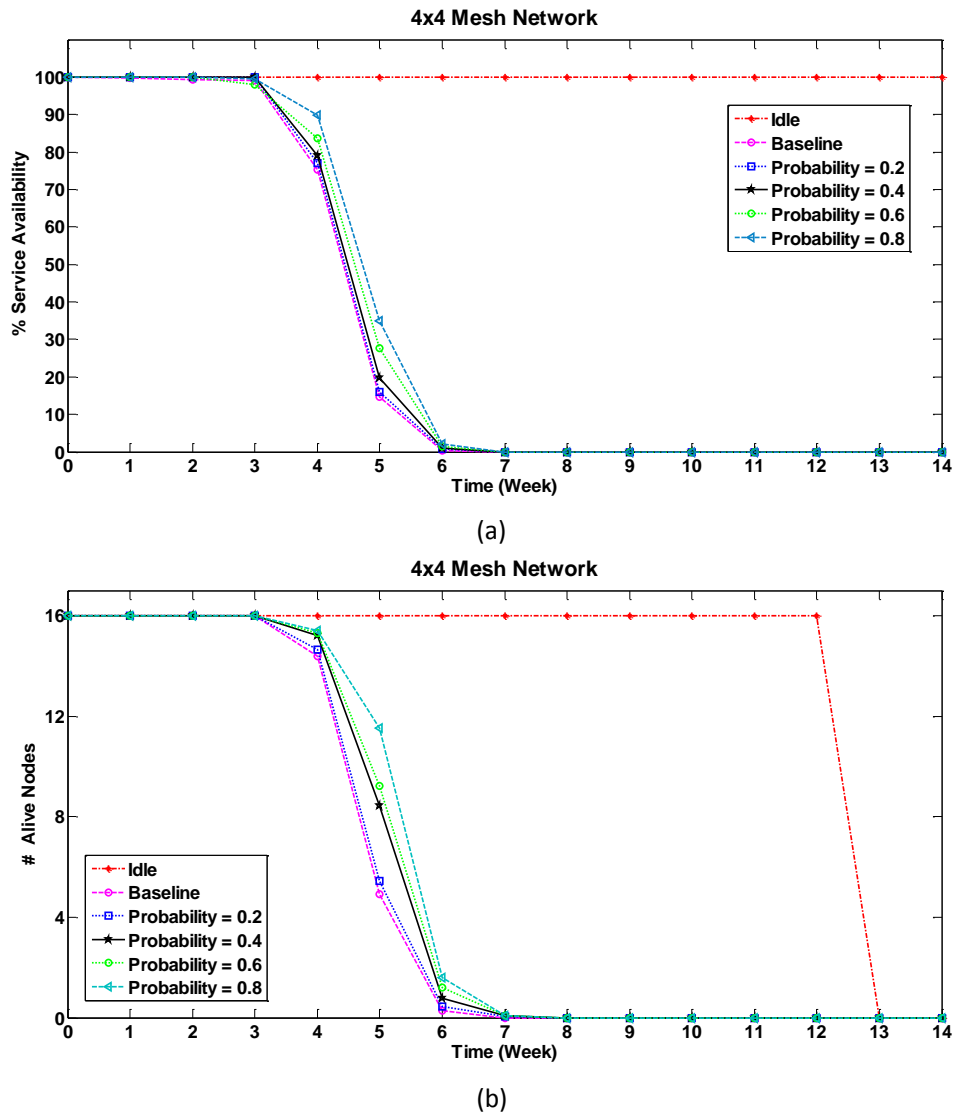 4x4 Mesh Network
100
90
80
70
60
50
40
30
20
10
0
% Service Availability
Idle
Baseline
Probability = 0.2
Probability = 0.4
Probability = 0.6
Probability = 0.8
0 1 2 3 4 5 6 7 8 9 10 11 12 13 14
Time (Week)
(a)
4x4 Mesh Network
16
12
8
4
0
# Alive Nodes
Idle
Baseline
Probability = 0.2
Probability = 0.4
Probability = 0.6
Probability = 0.8
0 1 2 3 4 5 6 7 8 9 10 11 12 13 14
Time (Week)
(b)